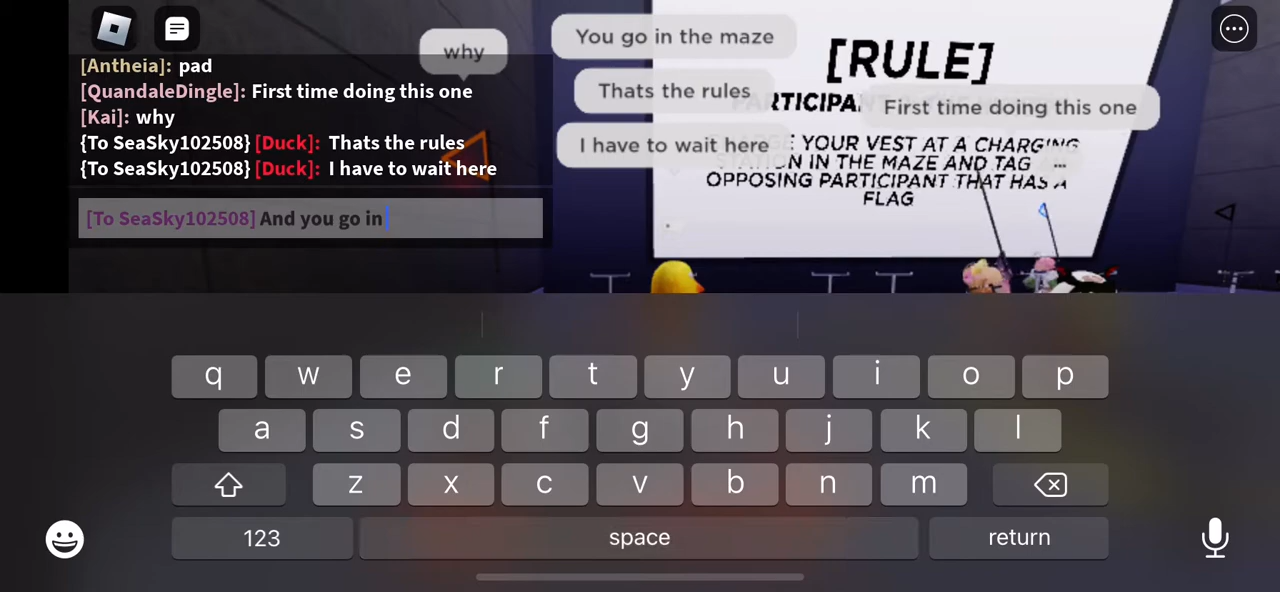 why
You go in the maze
Thats the rules
I have to wait here
First time doing this one
[RULE]
CHARGING
STATION IN THE MAZE AND TAG
OPPOSING PARTICIPANT THAT HAS A
FLAG
YOUR VEST AT A
[Antheia]: pad
[QuandaleDingle]: First time doing this one
[Kai]: why
{To SeaSky102508} [Duck]: Thats the rules
{To SeaSky102508} [Duck]: I have to wait here
[To SeaSky102508] And you go in
q w e r t y u i o p
a s d f g h j k l
z x c v b n m
123 space return